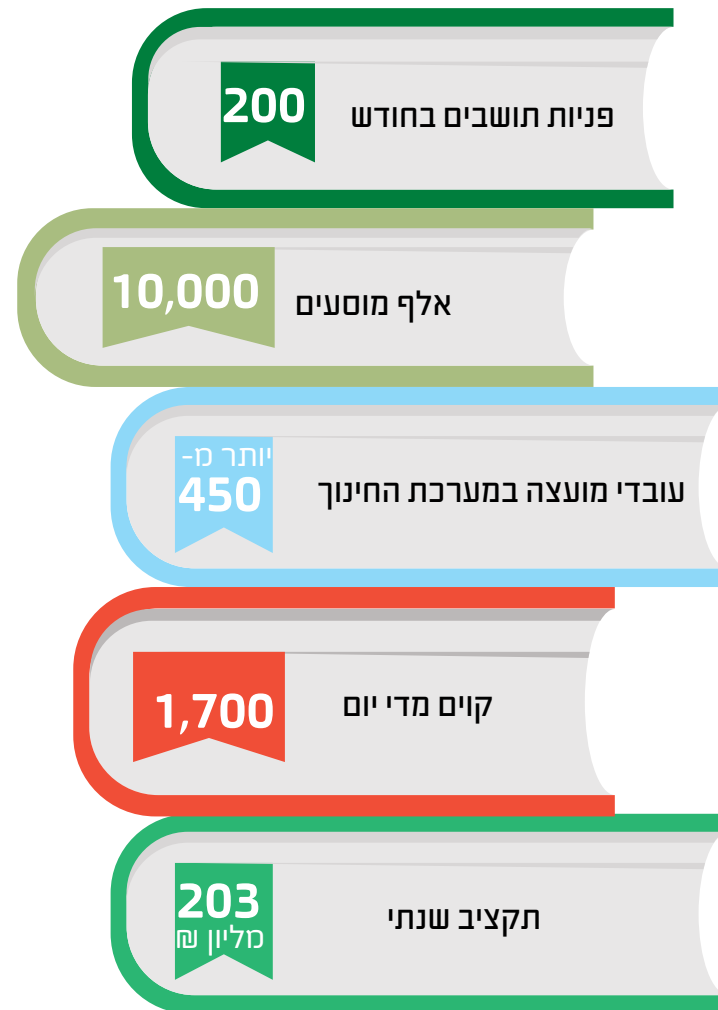 200
פניות תושבים בחודש
10,000
אלף מוסעים
יותר מ-
450
עובדי מועצה במערכת החינוך
1,700
קוים מדי יום
203
מליון ₪
תקציב שנתי